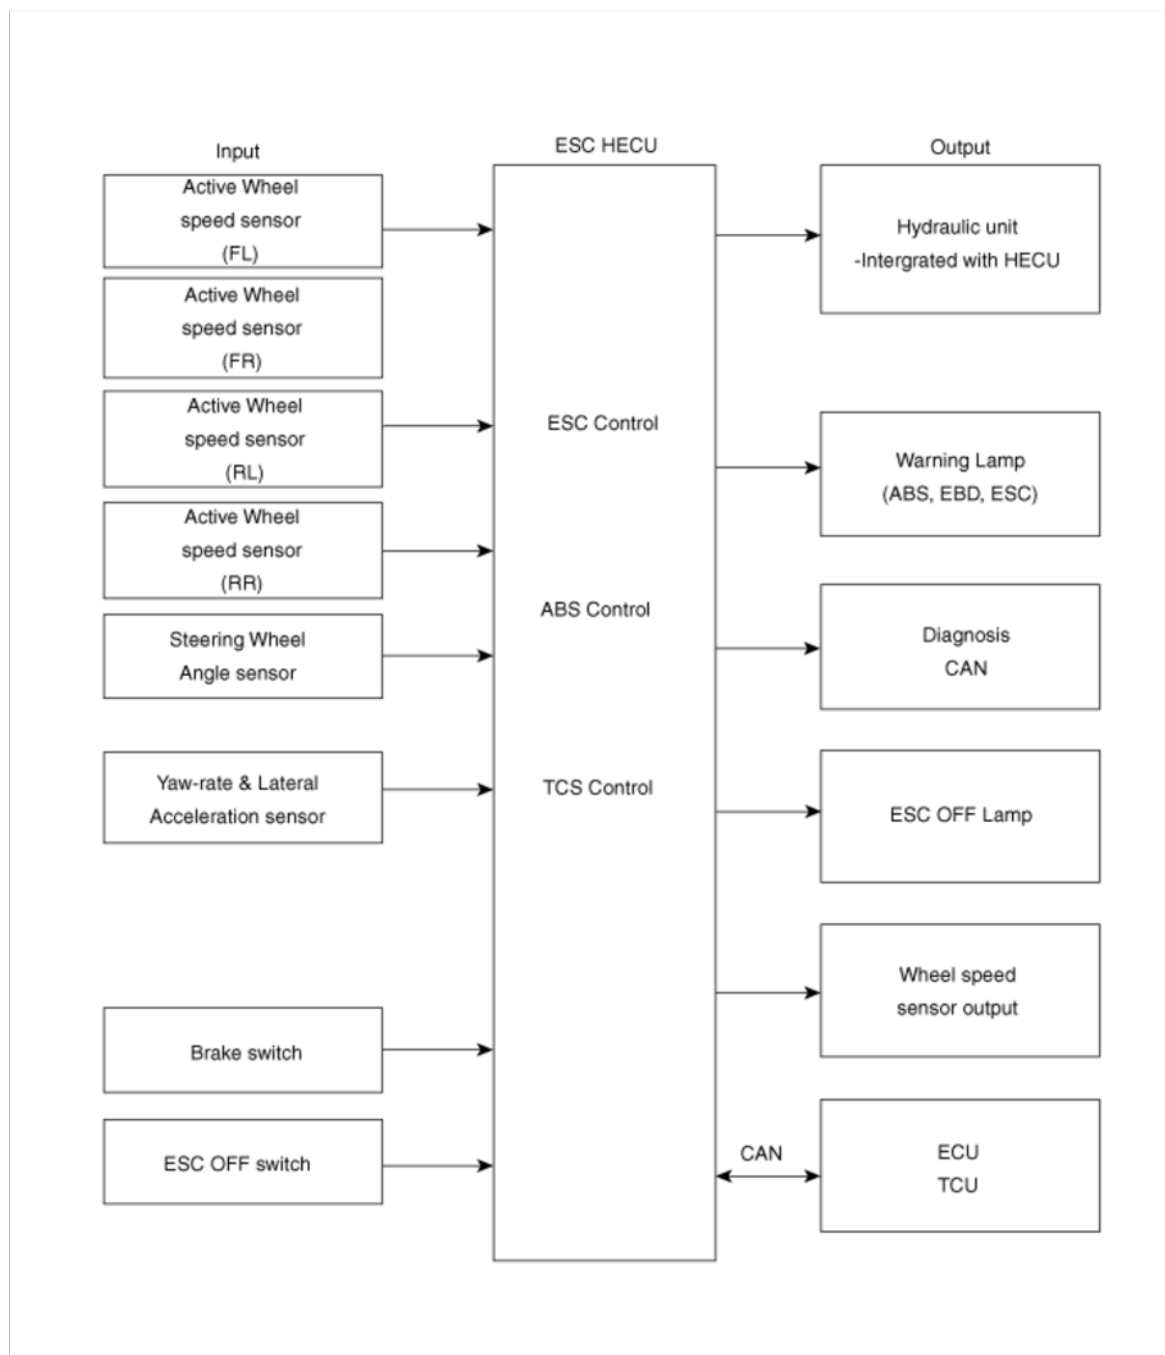 Input
Active Wheel
speed sensor
(FL)
Active Wheel
speed sensor
(FR)
Active Wheel
speed sensor
(RL)
Active Wheel
speed sensor
(RR)
Steering Wheel
Angle sensor
Yaw-rate & Lateral
Acceleration sensor
Brake switch
ESC OFF switch
ESC HECU
ESC Control
ABS Control
TCS Control
Output
Hydraulic unit
-Intergrated with HECU
Warning Lamp
(ABS, EBD, ESC)
Diagnosis
CAN
ESC OFF Lamp
Wheel speed
sensor output
CAN
ECU
TCU